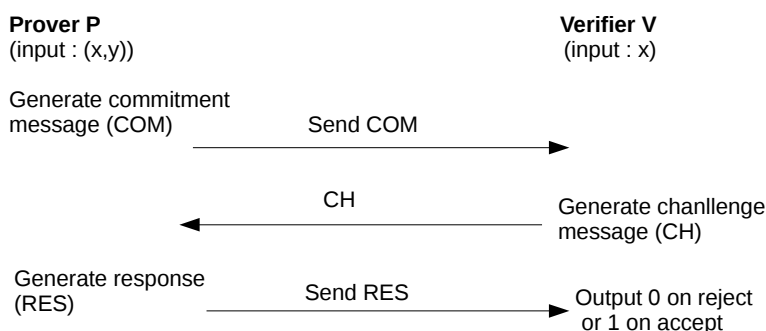 Prover P
(input : (x,y))
Verifier V
(input : x)
Generate commitment
message (COM)
Send COM
CH
Generate chanllenge
message (CH)
Generate response
(RES)
Send RES
Output 0 on reject
or 1 on accept